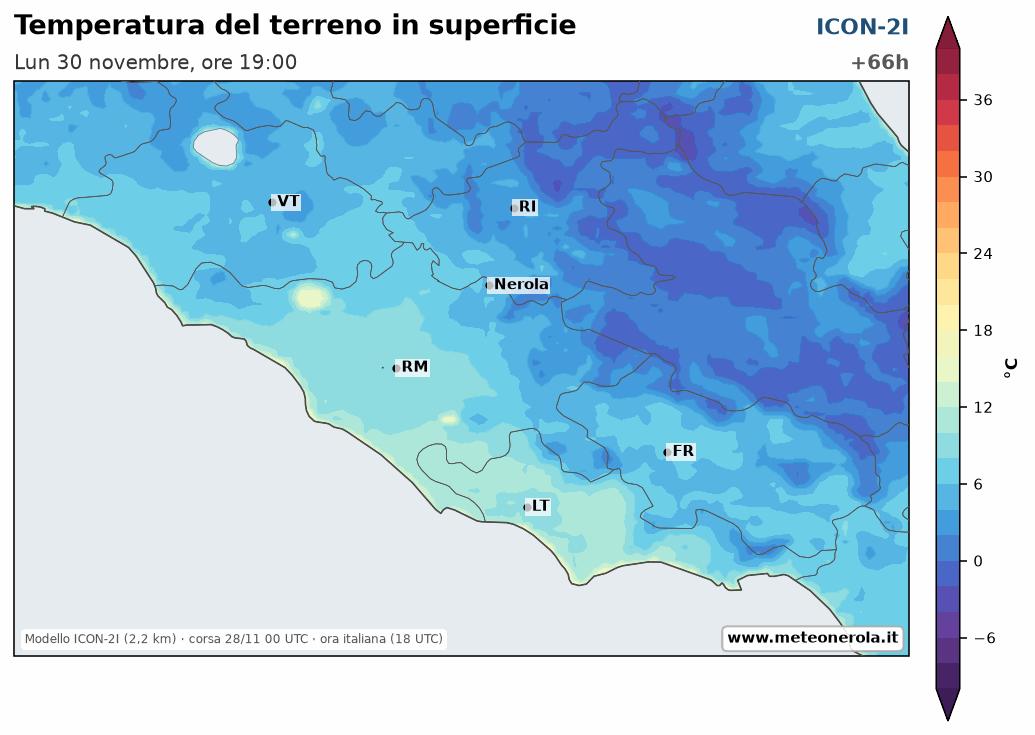 Temperatura del terreno in superficie
ICON-2I
Lun 30 novembre, ore 19:00
+66h
36
30
24
18
12
6
0
−6
°C
VT
RI
Nerola
RM
FR
LT
Modello ICON-2I (2,2 km) · corsa 28/11 00 UTC · ora italiana (18 UTC)
www.meteonerola.it